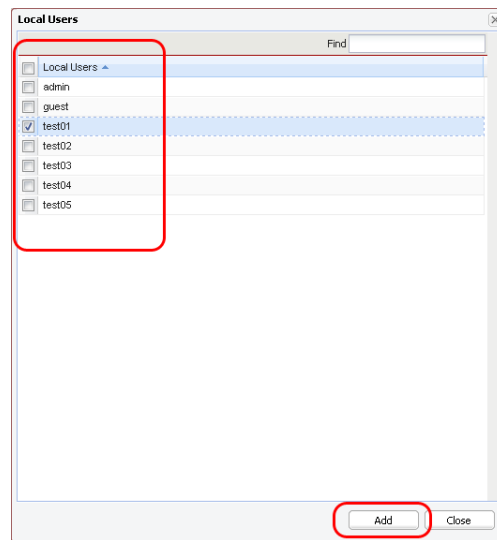 Local Users
Find
Local Users
admin
guest
test01
test02
test03
test04
test05
Add
Close